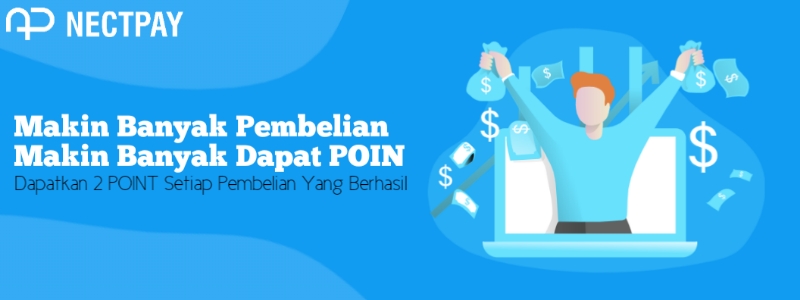 NECTPAY
Makin Banyak Pembelian
Makin Banyak Dapat POIN
Dapatkan 2 POINT Setiap Pembelian Yang Berhasil
$
$
$
$
$
$
$
$